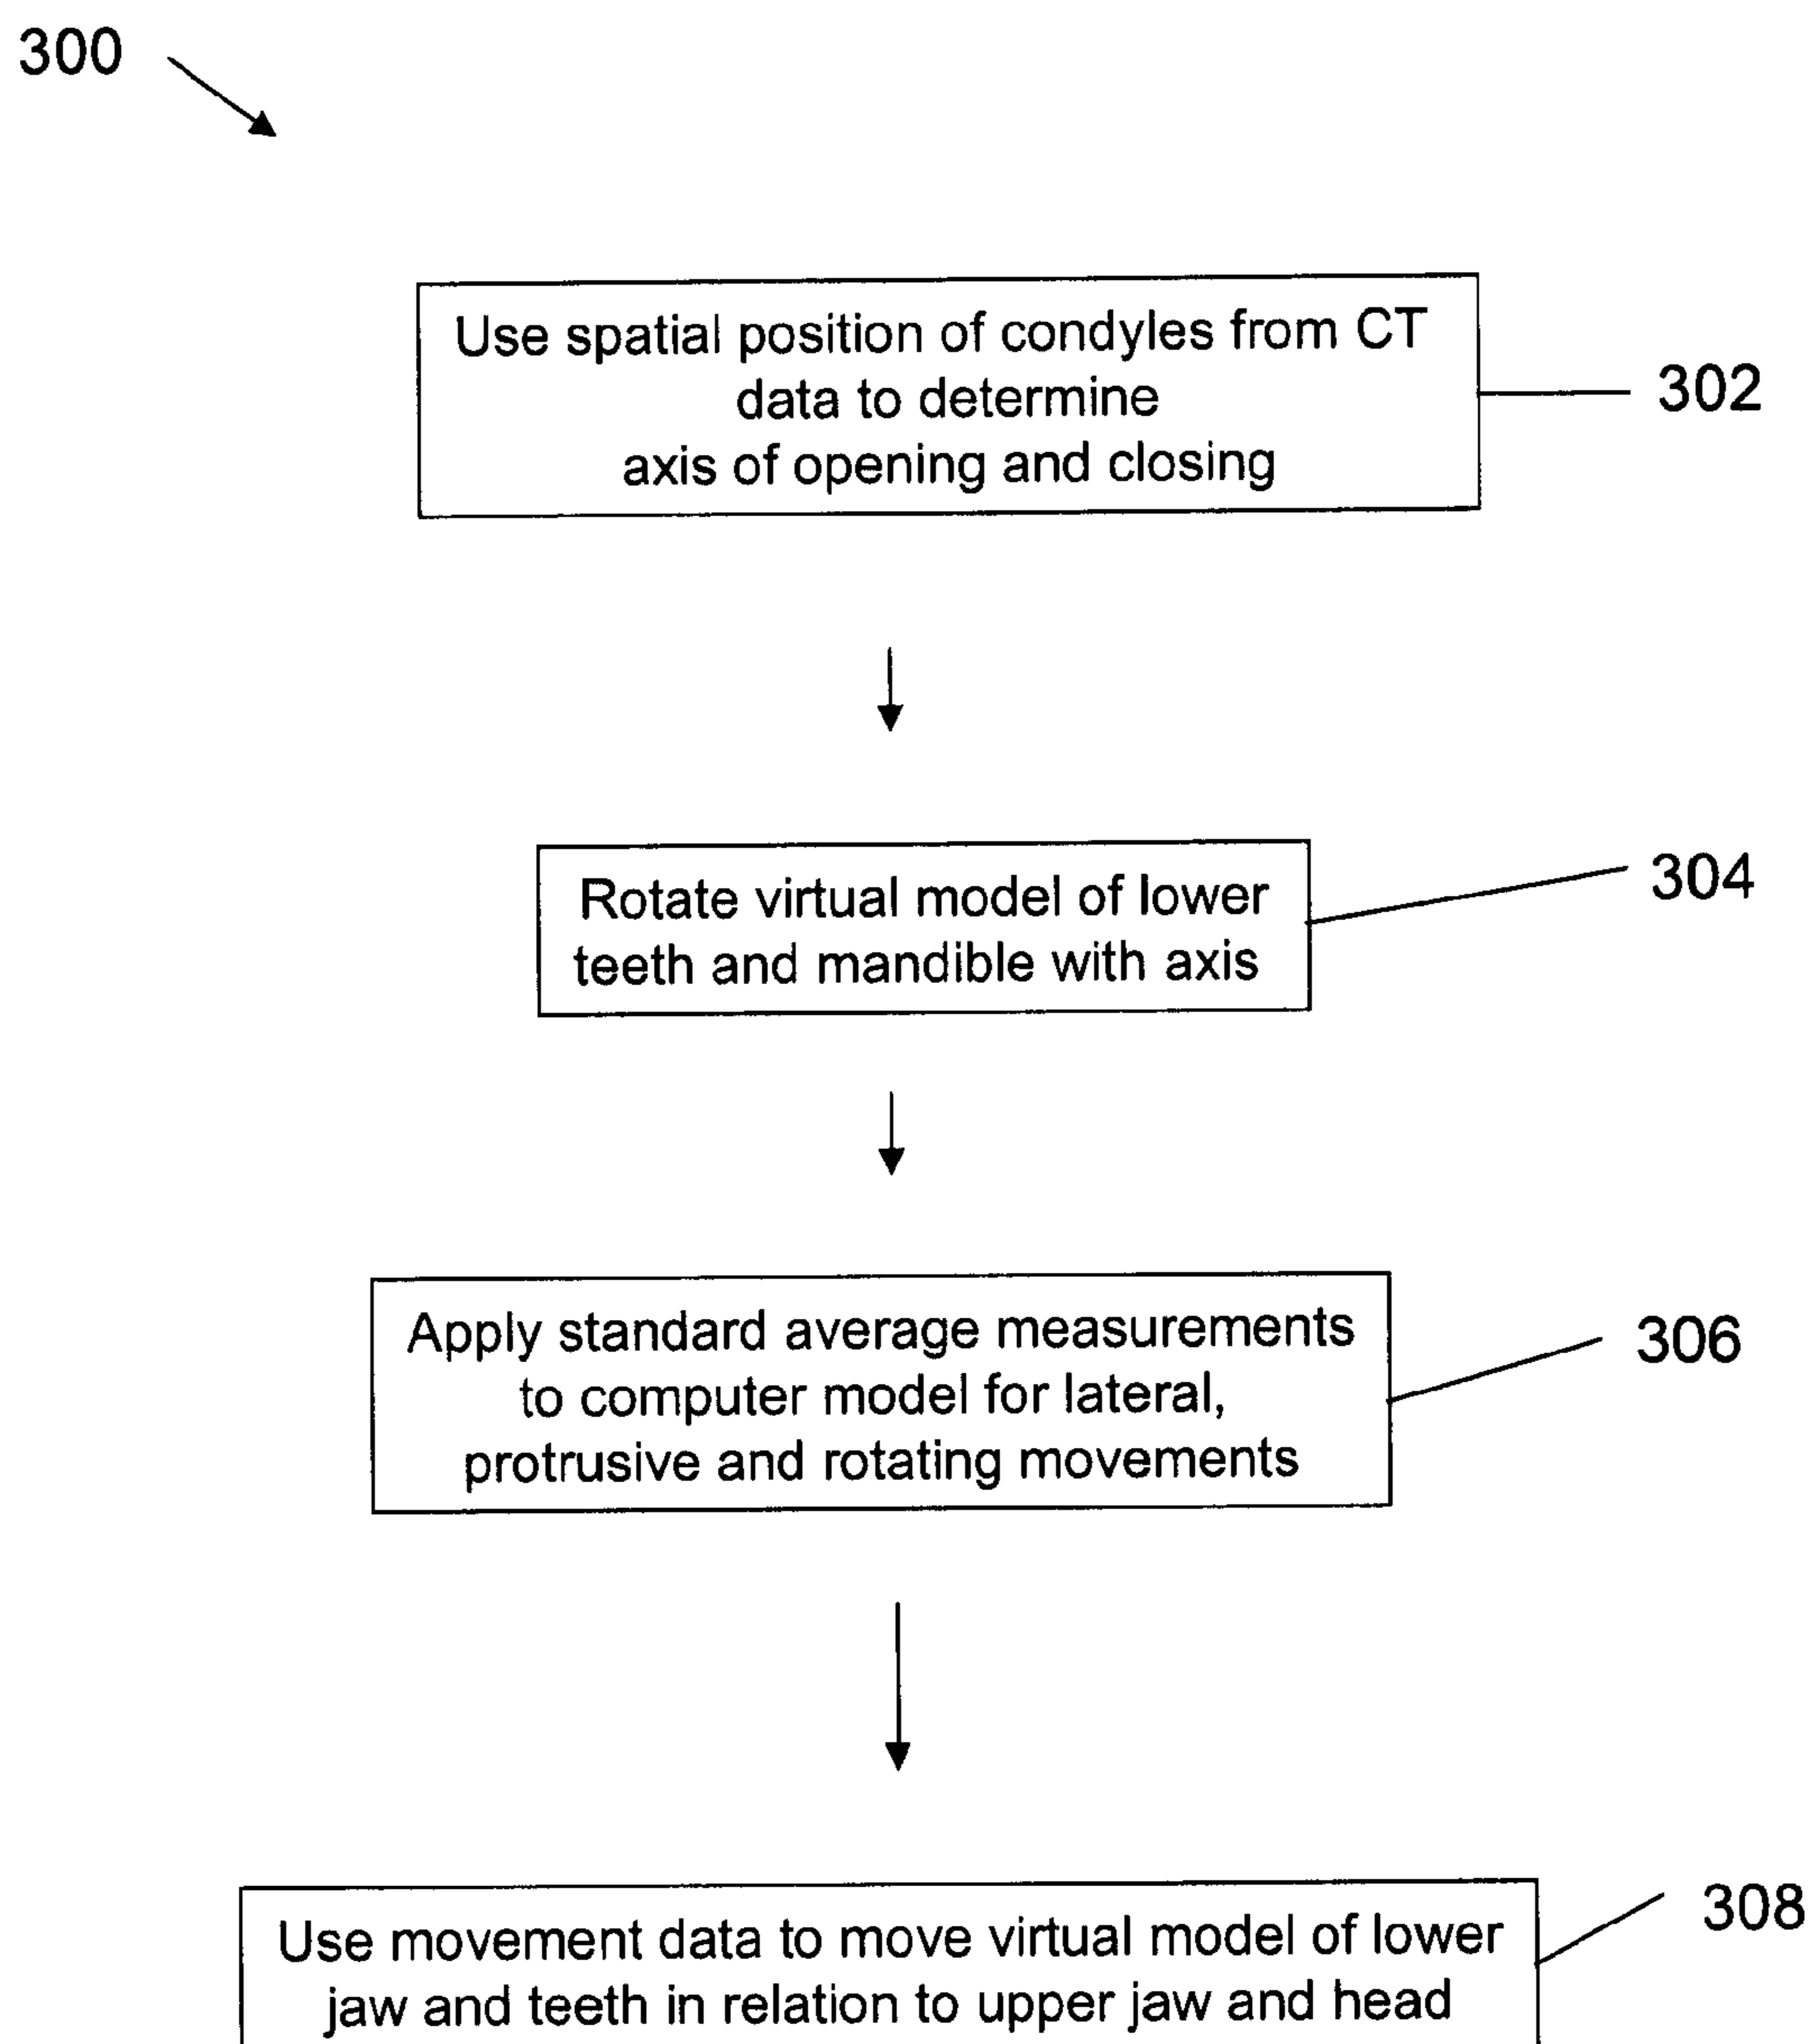 300
Use spatial position of condyles from CT
data to determine
axis of opening and closing
302
Rotate virtual model of lower
teeth and mandible with axis
304
Apply standard average measurements
to computer model for lateral,
protrusive and rotating movements
306
Use movement data to move virtual model of lower
jaw and teeth in relation to upper jaw and head
308